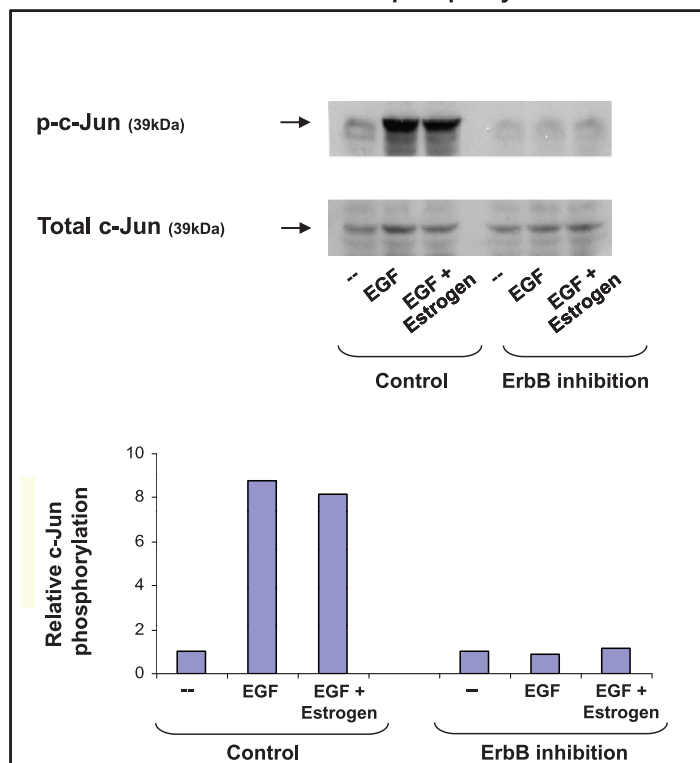 p-c-Jun (39kDa)
Total c-Jun (39kDa)
-- EGF EGF + Estrogen -- EGF EGF + Estrogen
Control ErbB inhibition
Relative c-Jun
phosphorylation
10
8
6
4
2
0
-- EGF EGF + – EGF EGF +
Estrogen Estrogen
Control ErbB inhibition